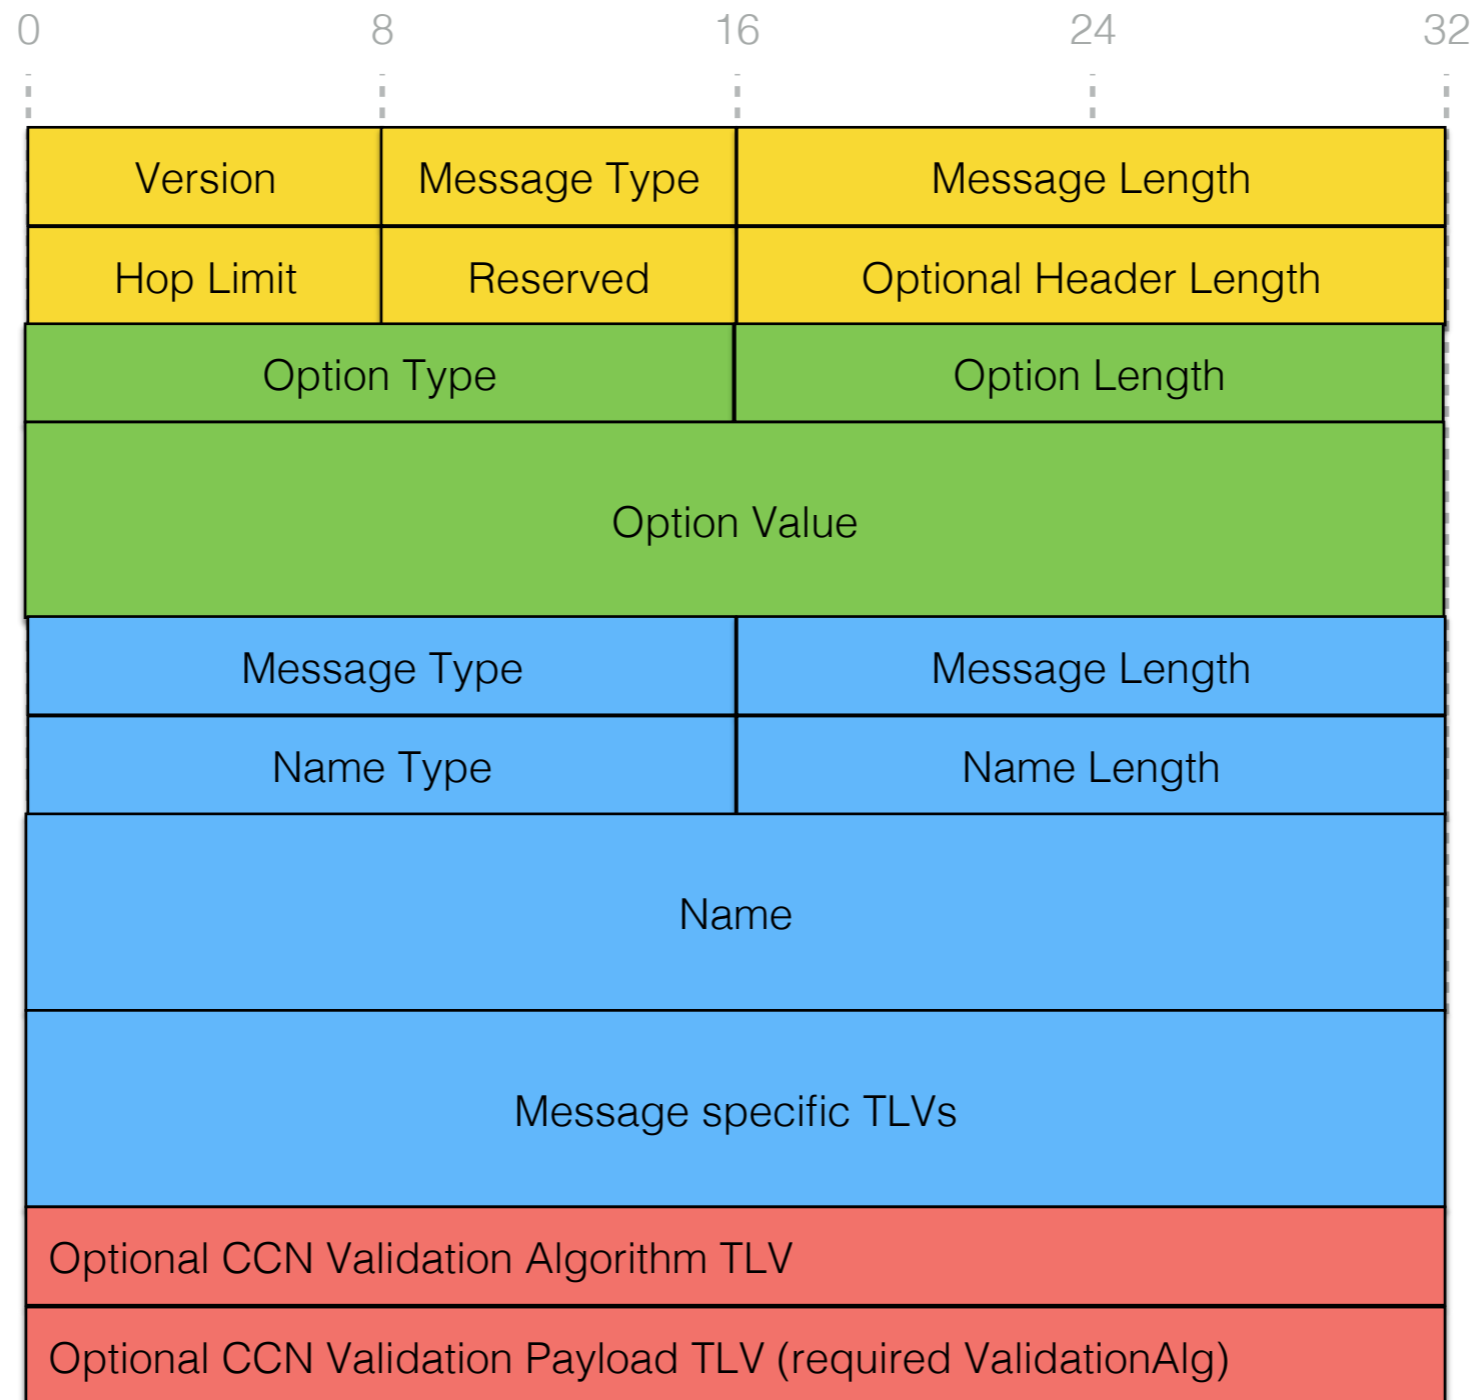 0 8 16 24 32
Version Message Type Message Length
Hop Limit Reserved Optional Header Length
Option Type Option Length
Option Value
Message Type Message Length
Name Type Name Length
Name
Message specific TLVs
Optional CCN Validation Algorithm TLV
Optional CCN Validation Payload TLV (required ValidationAlg)